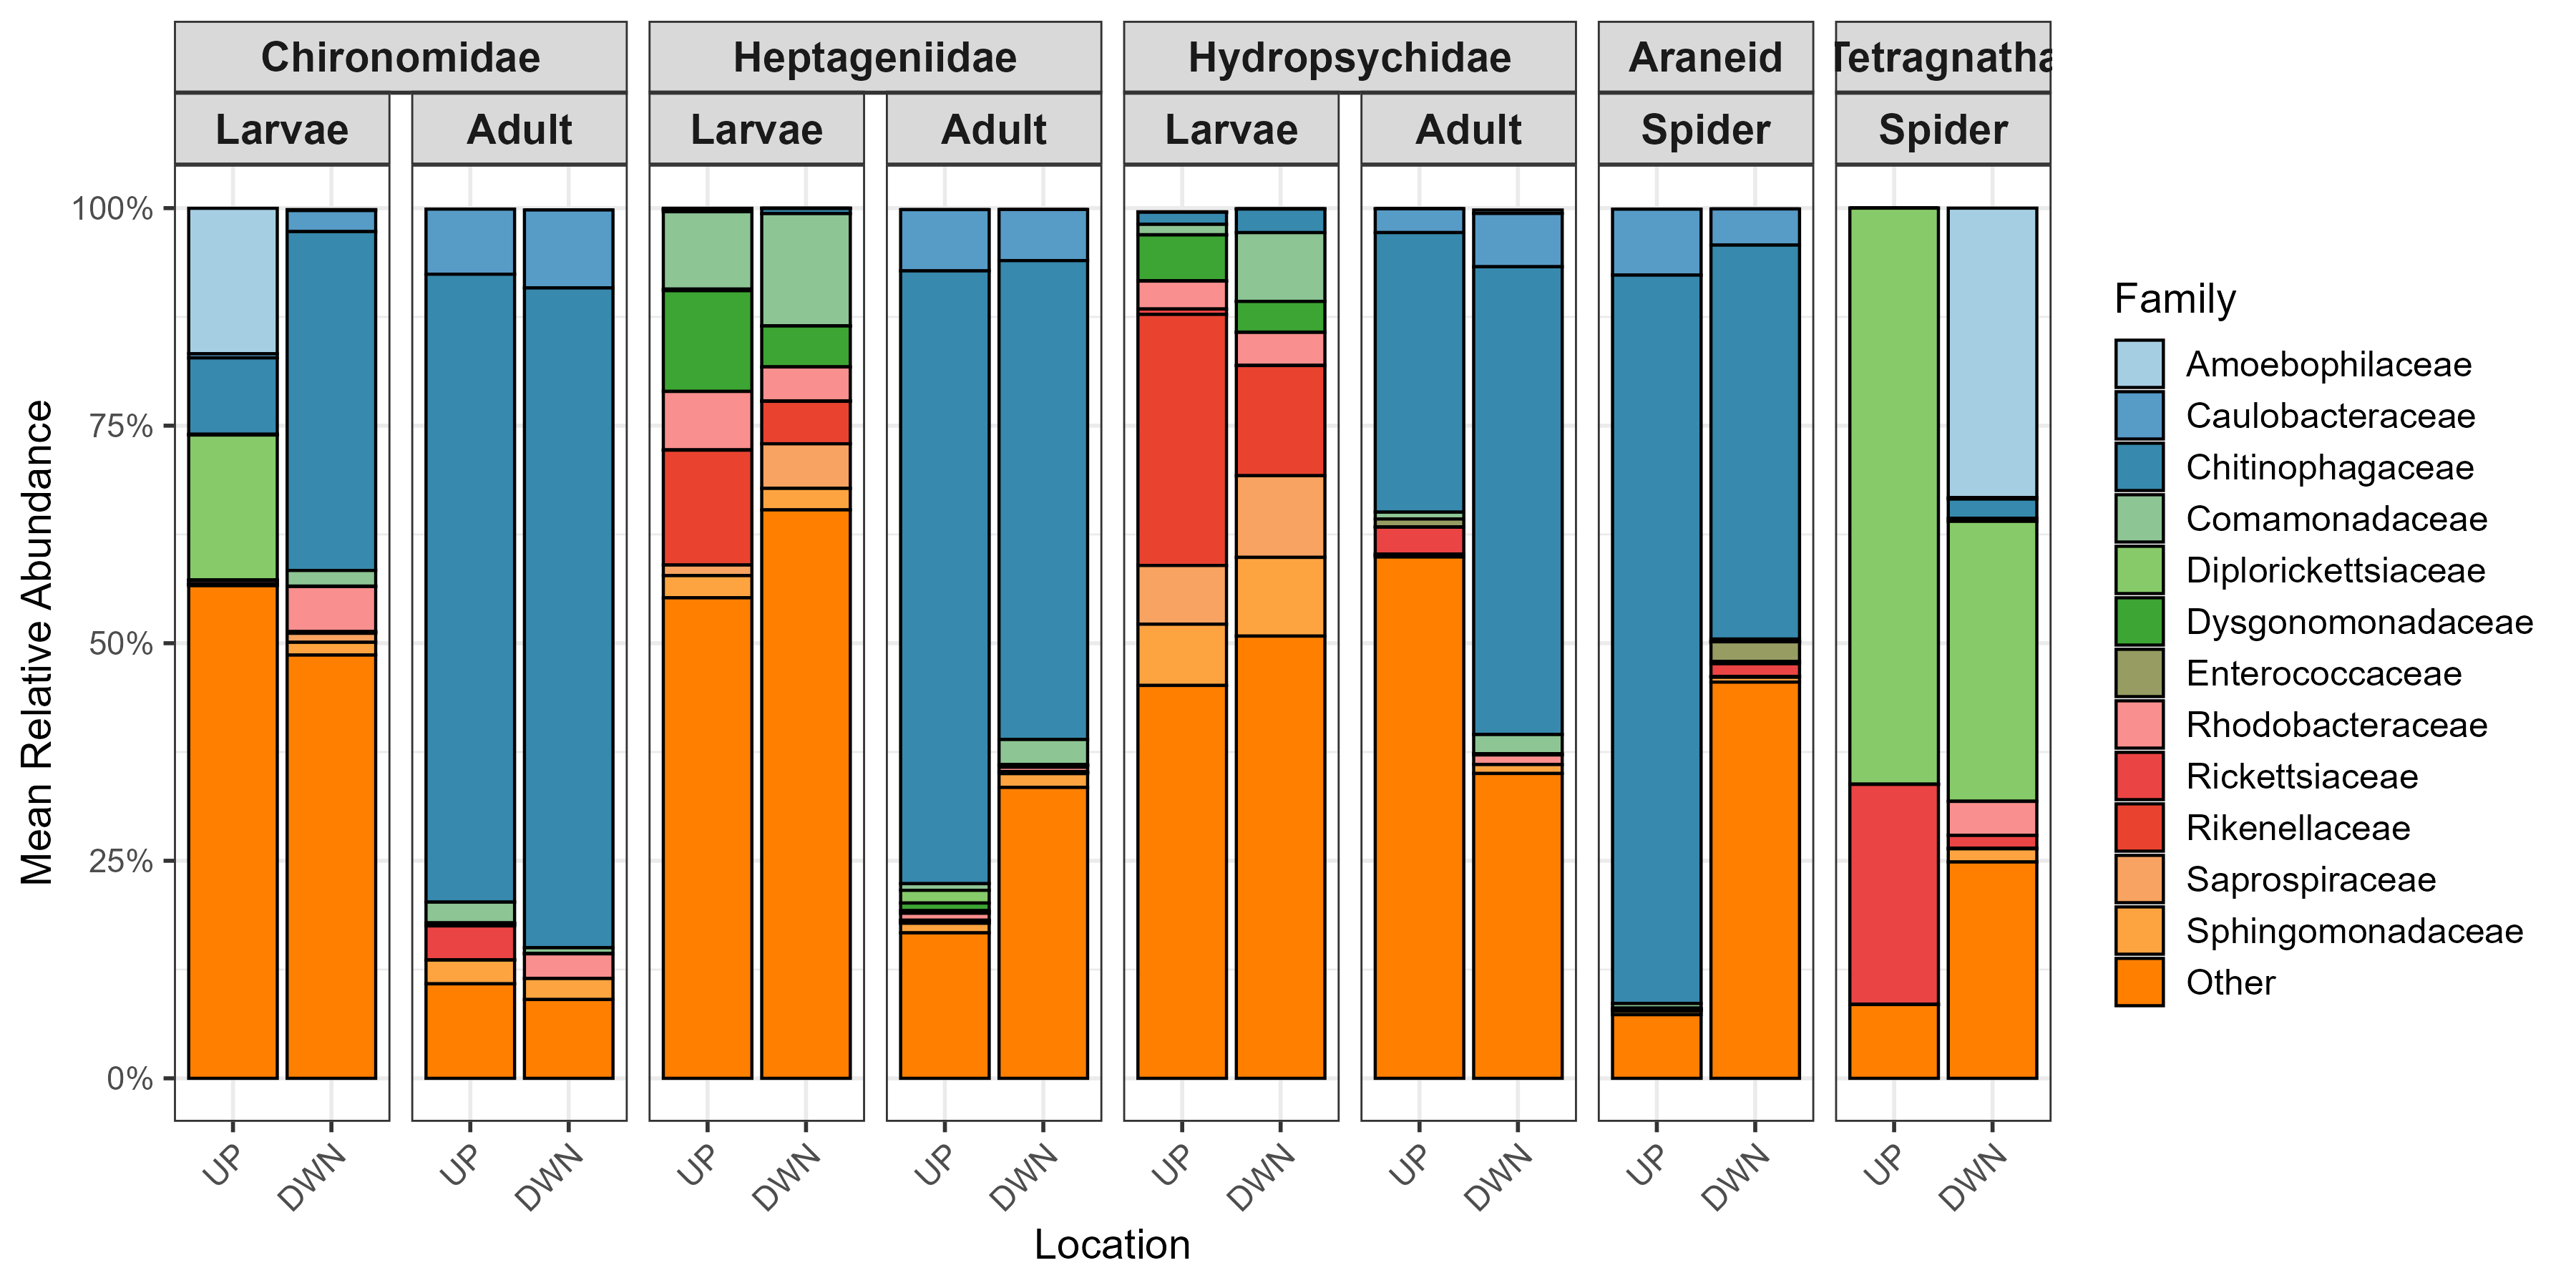 Chironomidae Heptageniidae Hydropsychidae Araneid Tetragnatha
Larvae Adult Larvae Adult Larvae Adult Spider Spider
100%
75%
50%
25%
0%
Mean Relative Abundance
UP DWN UP DWN UP DWN UP DWN UP DWN UP DWN UP DWN UP DWN
Location
Family
Amoebophilaceae
Caulobacteraceae
Chitinophagaceae
Comamonadaceae
Diplorickettsiaceae
Dysgonomonadaceae
Enterococcaceae
Rhodobacteraceae
Rickettsiaceae
Rikenellaceae
Saprospiraceae
Sphingomonadaceae
Other